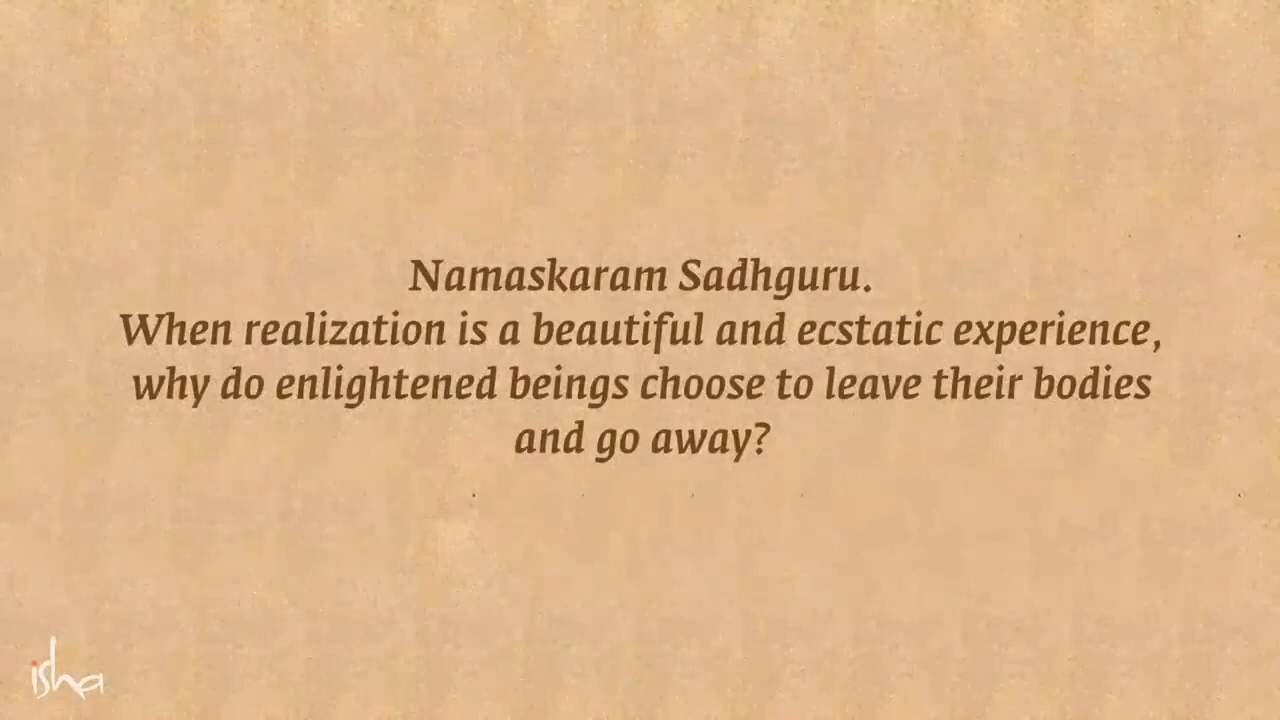 Namaskaram Sadhguru.
When realization is a beautiful and ecstatic experience,
why do enlightened beings choose to leave their bodies
and go away?
isha